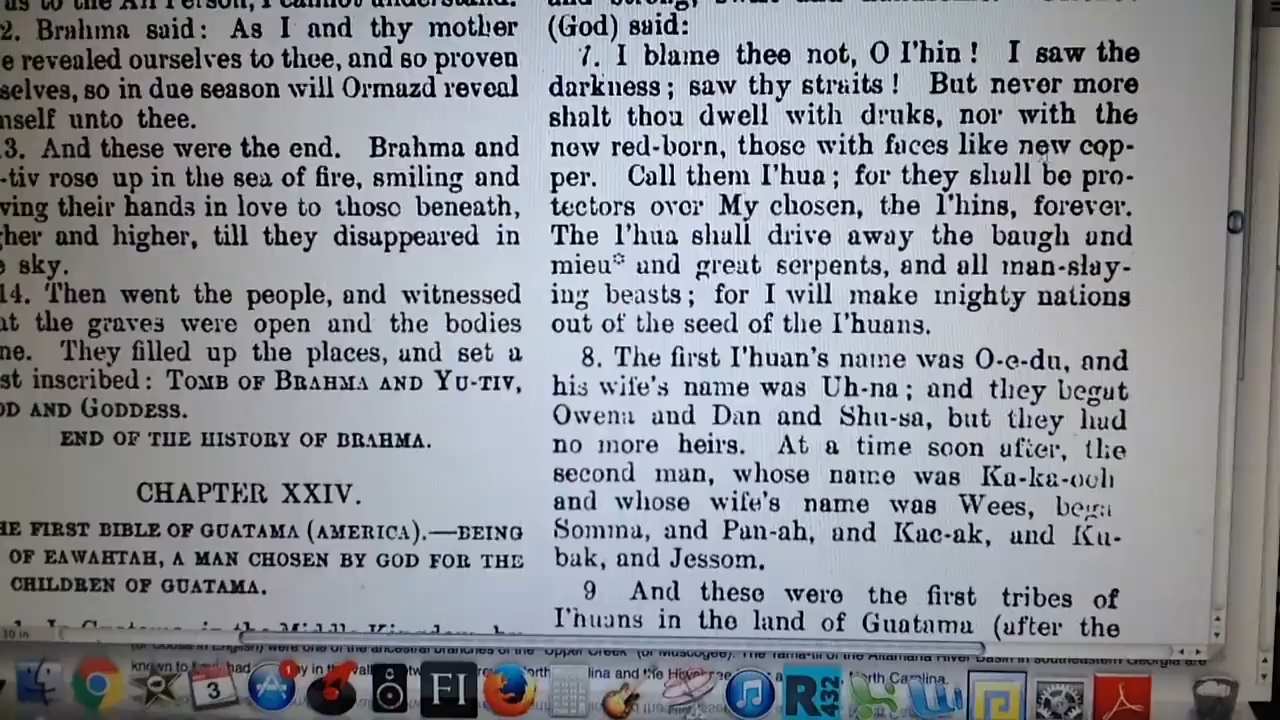 2. Brahma said: As I and thy mother
e revealed ourselves to thee, and so proven
selves, so in due season will Ormazd reveal
nself unto thee.
3. And these were the end. Brahma and
-tiv rose up in the sea of fire, smiling and
ving their hands in love to those beneath,
her and higher, till they disappeared in
sky.
14. Then went the people, and witnessed
at the graves were open and the bodies
ne. They filled up the places, and set a
st inscribed: TOMB OF BRAHMA AND YU-TIV,
OD AND GODDESS.
END OF THE HISTORY OF BRAHMA.
CHAPTER XXIV.
HE FIRST BIBLE OF GUATAMA (AMERICA).—BEING
OF EAWAHTAH, A MAN CHOSEN BY GOD FOR THE
CHILDREN OF GUATAMA.
(God) said:
7. I blame thee not, O I'hin! I saw the
darkness; saw thy straits! But never more
shalt thou dwell with druks, nor with the
new red-born, those with faces like new cop-
per. Call them I'hua; for they shall be pro-
tectors over My chosen, the I'hins, forever.
The I'hua shall drive away the baugh and
mieu* and great serpents, and all man-slay-
ing beasts; for I will make mighty nations
out of the seed of the I'huans.
8. The first I'huan's name was O-e-du, and
his wife's name was Uh-na; and they begat
Owena and Dan and Shu-sa, but they had
no more heirs. At a time soon after, the
second man, whose name was Ka-ka-ooh
and whose wife's name was Wees, bega
Somma, and Pan-ah, and Kac-ak, and Ku-
bak, and Jessom.
9 And these were the first tribes of
I'huans in the land of Guatama (after the
known to have had
North Carolina.
3
1
FI
R
432